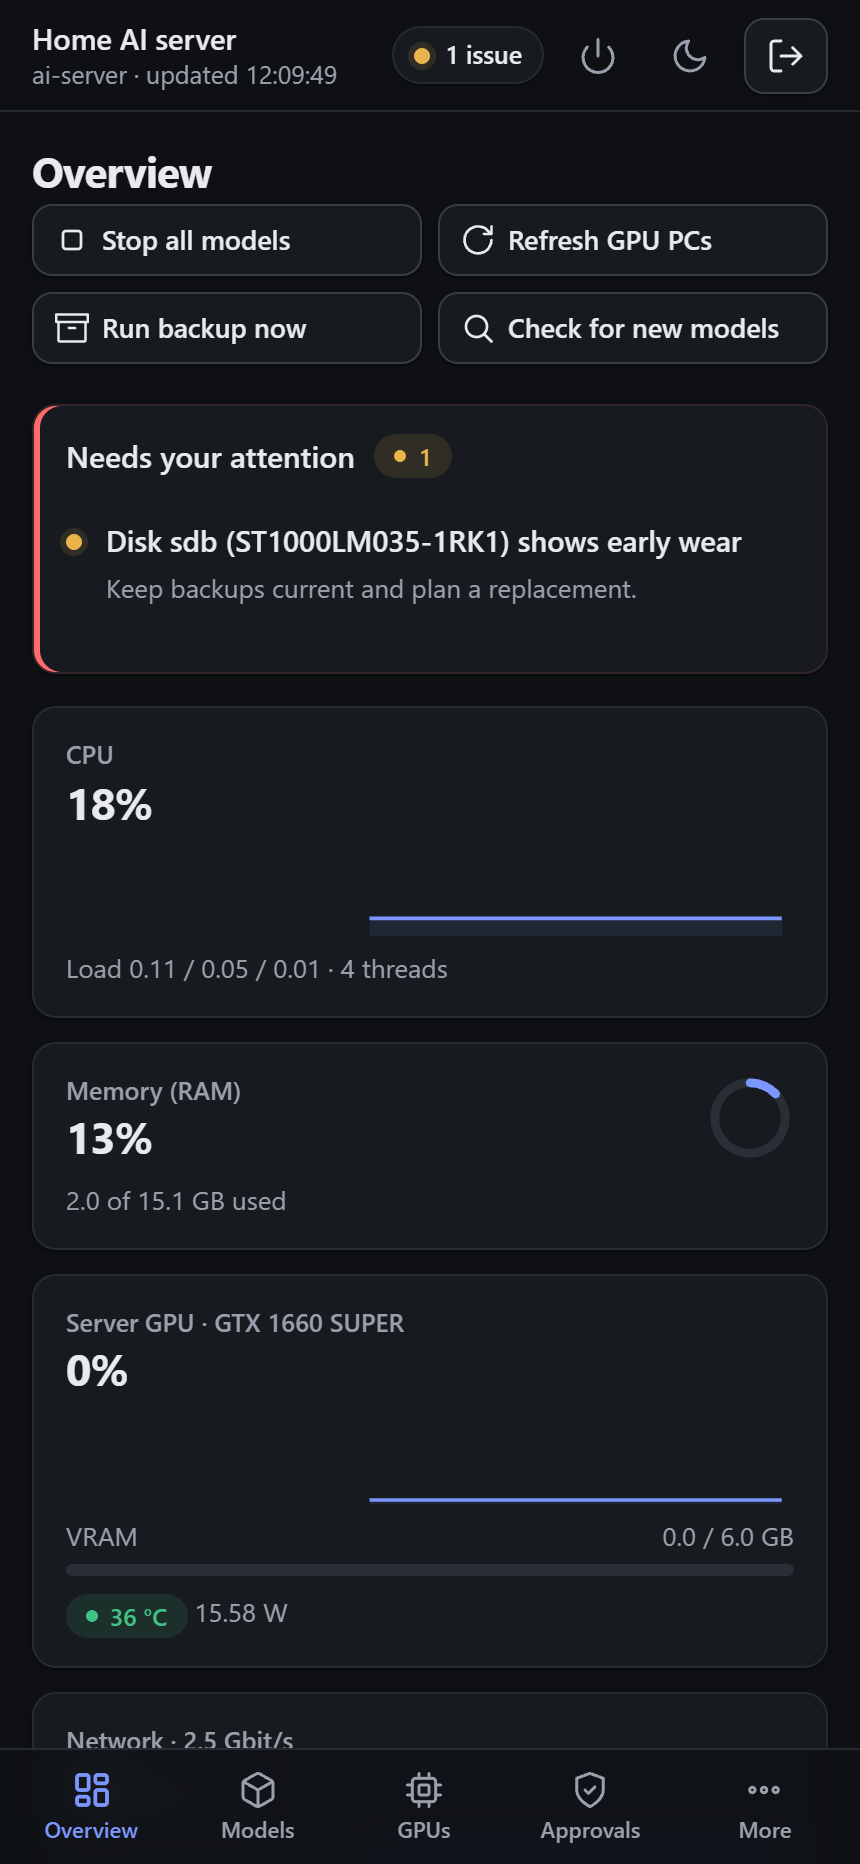 Home AI server
ai-server · updated 12:09:49
1 issue
Overview
Stop all models
Refresh GPU PCs
Run backup now
Check for new models
Needs your attention
1
Disk sdb (ST1000LM035-1RK1) shows early wear
Keep backups current and plan a replacement.
CPU
18%
Load 0.11 / 0.05 / 0.01 · 4 threads
Memory (RAM)
13%
2.0 of 15.1 GB used
Server GPU · GTX 1660 SUPER
0%
VRAM
0.0 / 6.0 GB
36 °C
15.58 W
Network · 2.5 Gbit/s
Overview
Models
GPUs
Approvals
More